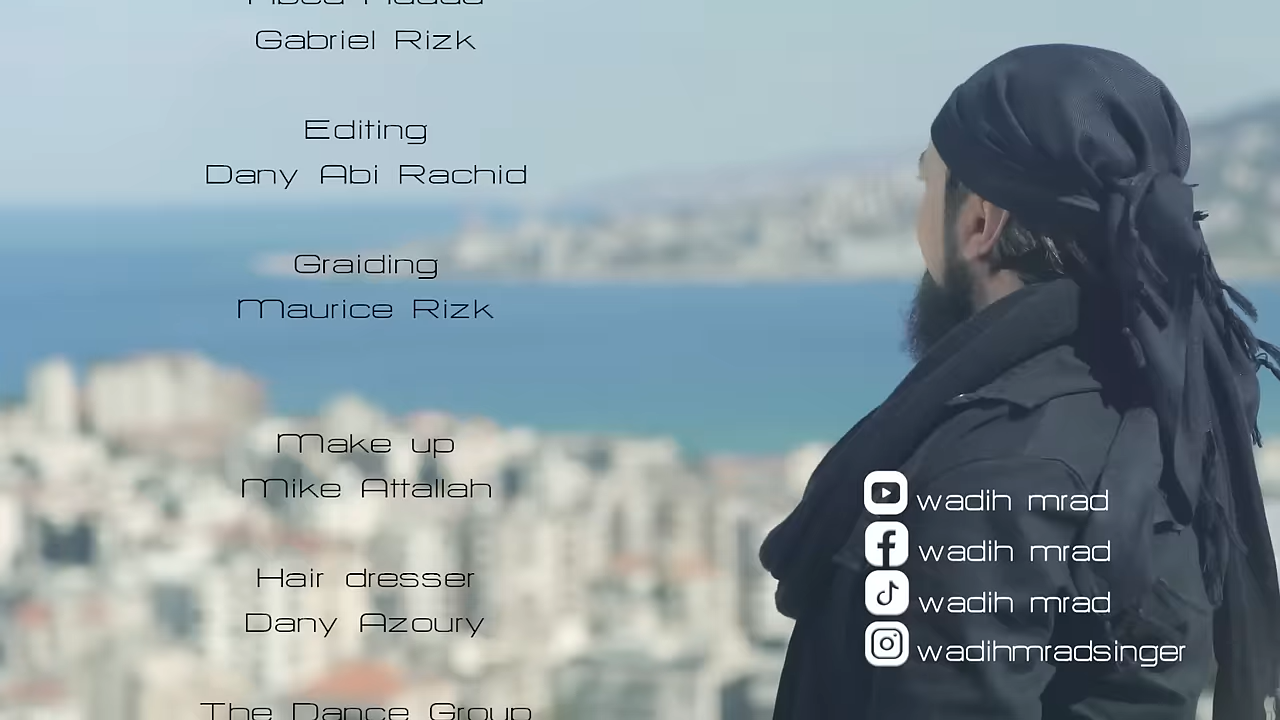 Gabriel Rizk
Editing
Dany Abi Rachid
Graiding
Maurice Rizk
Make up
Mike Attallah
Hair dresser
Dany Azoury
The Dance Group
wadih mrad
wadih mrad
wadih mrad
wadihmradsinger